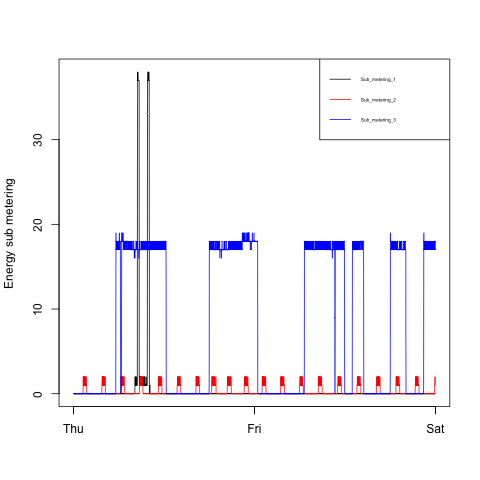 Sub_metering_1
Sub_metering_2
Sub_metering_3
Energy sub metering
30
20
10
0
Thu Fri Sat